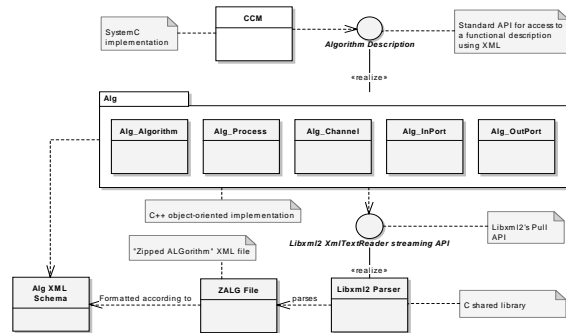 CCM
SystemC
implementation
Algorithm Description
Standard API for access to
a functional description
using XML
«realize»
Alg
Alg_Algorithm
Alg_Process
Alg_Channel
Alg_InPort
Alg_OutPort
C++ object-oriented implementation
Libxml2 XmlTextReader streaming API
Libxml2's Pull
API
"Zipped ALGorithm" XML
file
«realize»
Alg XML
Schema
Formatted according to
ZALG File
parses
Libxml2 Parser
C shared library